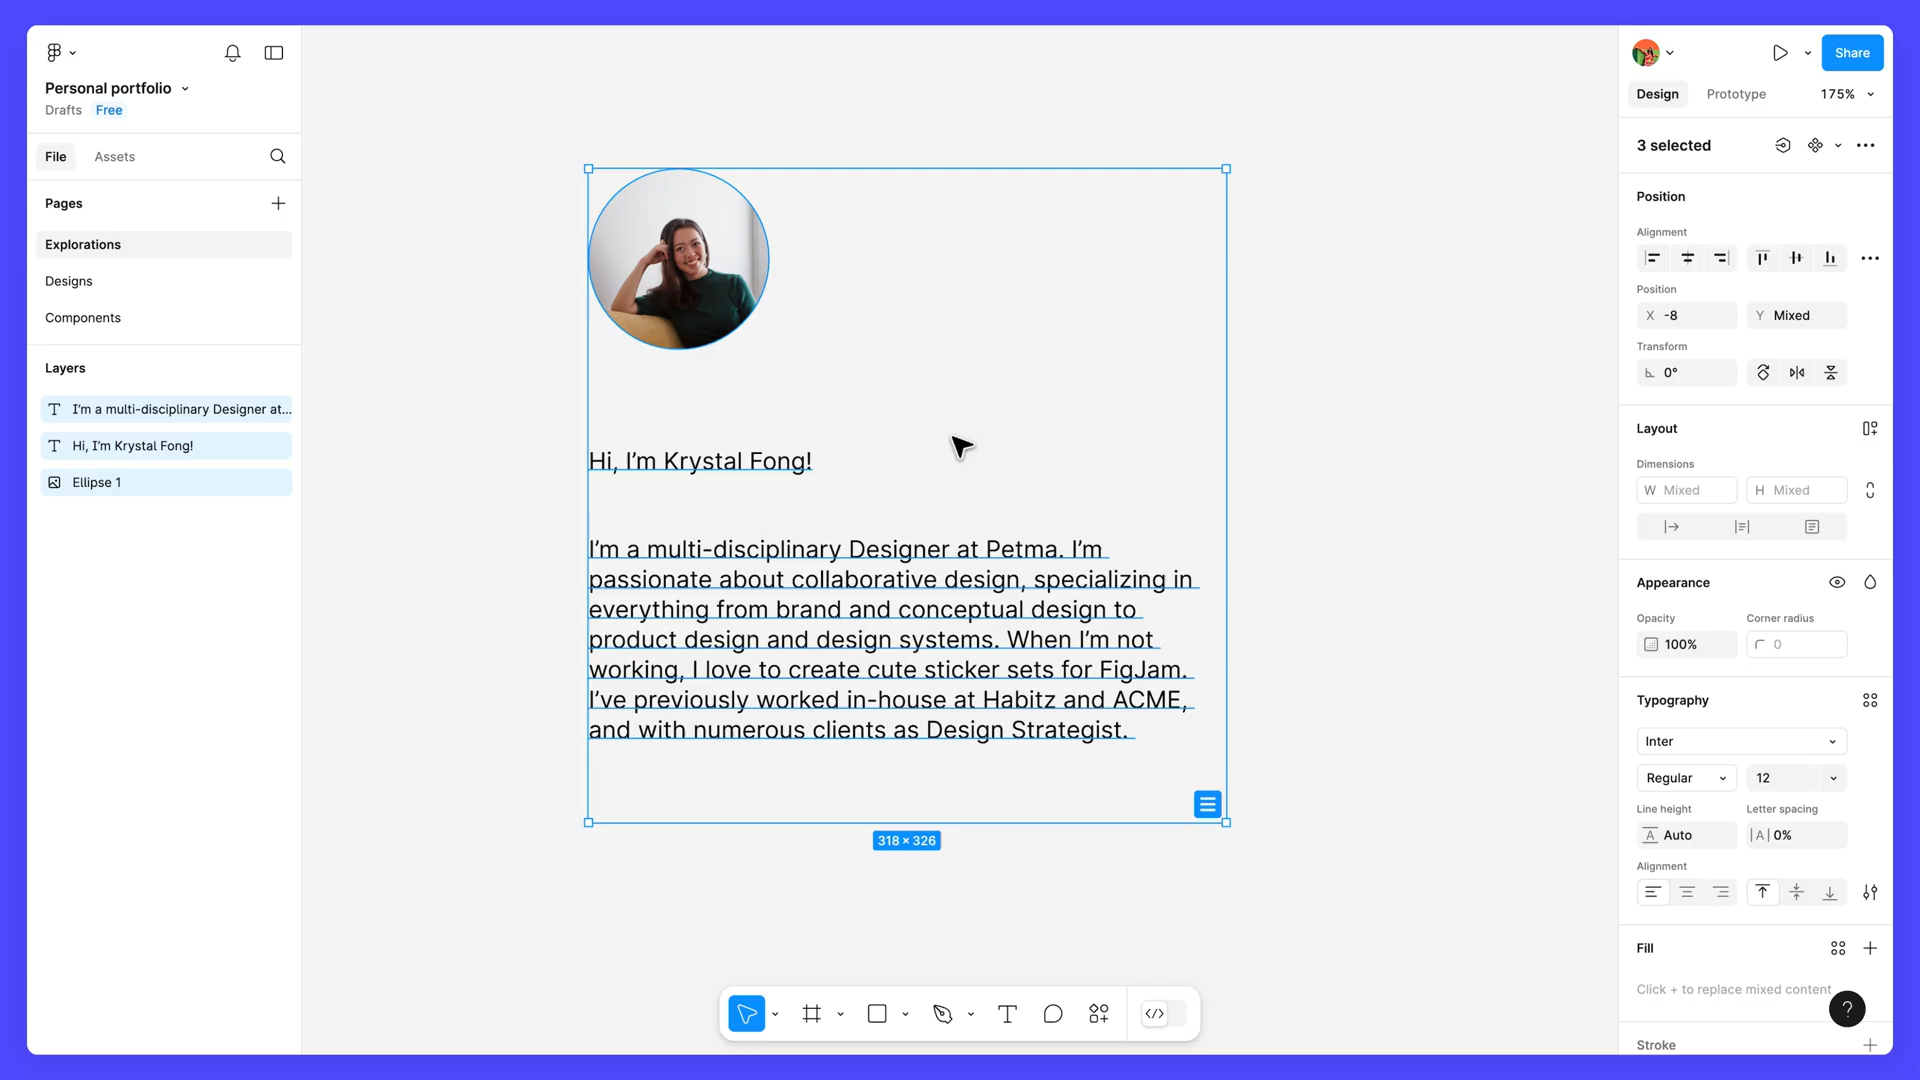 Personal portfolio
Drafts Free
File Assets
Pages
Explorations
Designs
Components
Layers
I’m a multi-disciplinary Designer at...
Hi, I’m Krystal Fong!
Ellipse 1
Hi, I’m Krystal Fong!
I’m a multi-disciplinary Designer at Petma. I’m
passionate about collaborative design, specializing in
everything from brand and conceptual design to
product design and design systems. When I’m not
working, I love to create cute sticker sets for FigJam.
I’ve previously worked in-house at Habitz and ACME,
and with numerous clients as Design Strategist.
318 × 326
Share
Design Prototype 175%
3 selected
Position
Alignment
Position
X -8 Y Mixed
Transform
0°
Layout
Dimensions
W Mixed H Mixed
Appearance
Opacity Corner radius
100% 0
Typography
Inter
Regular 12
Line height Letter spacing
A Auto |A| 0%
Alignment
Fill
Click + to replace mixed content
?
Stroke